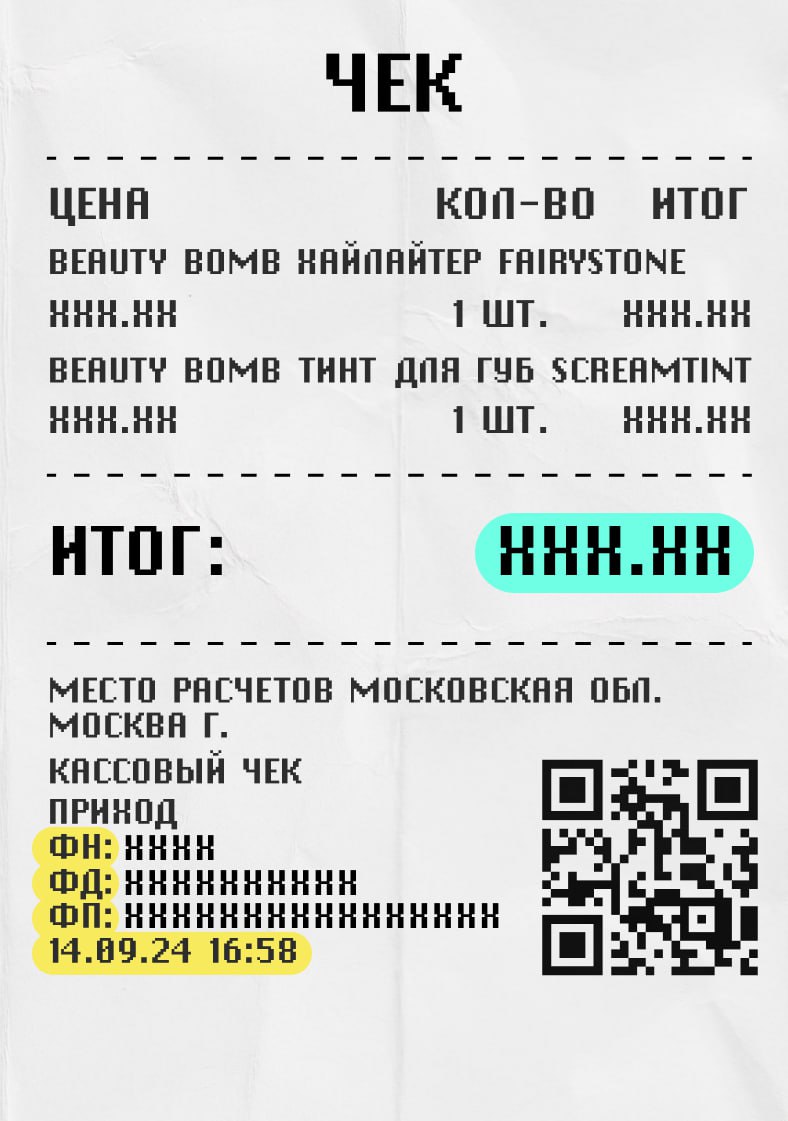 ЧЕК
ЦЕНА КОЛ-ВО ИТОГ
BEAUTY BOMB ХАЙЛАЙТЕР FAIRYSTONE
XXX.XX 1 ШТ. XXX.XX
BEAUTY BOMB ТИНТ ДЛЯ ГУБ SCREAMTINT
XXX.XX 1 ШТ. XXX.XX
ИТОГ: XXX.XX
МЕСТО РАСЧЕТОВ МОСКОВСКАЯ ОБЛ.
МОСКВА Г.
КАССОВЫЙ ЧЕК
ПРИХОД
ФН: XXXX
ФД: XXXXXXXXXX
ФП: XXXXXXXXXXXXXXXX
14.09.24 16:58